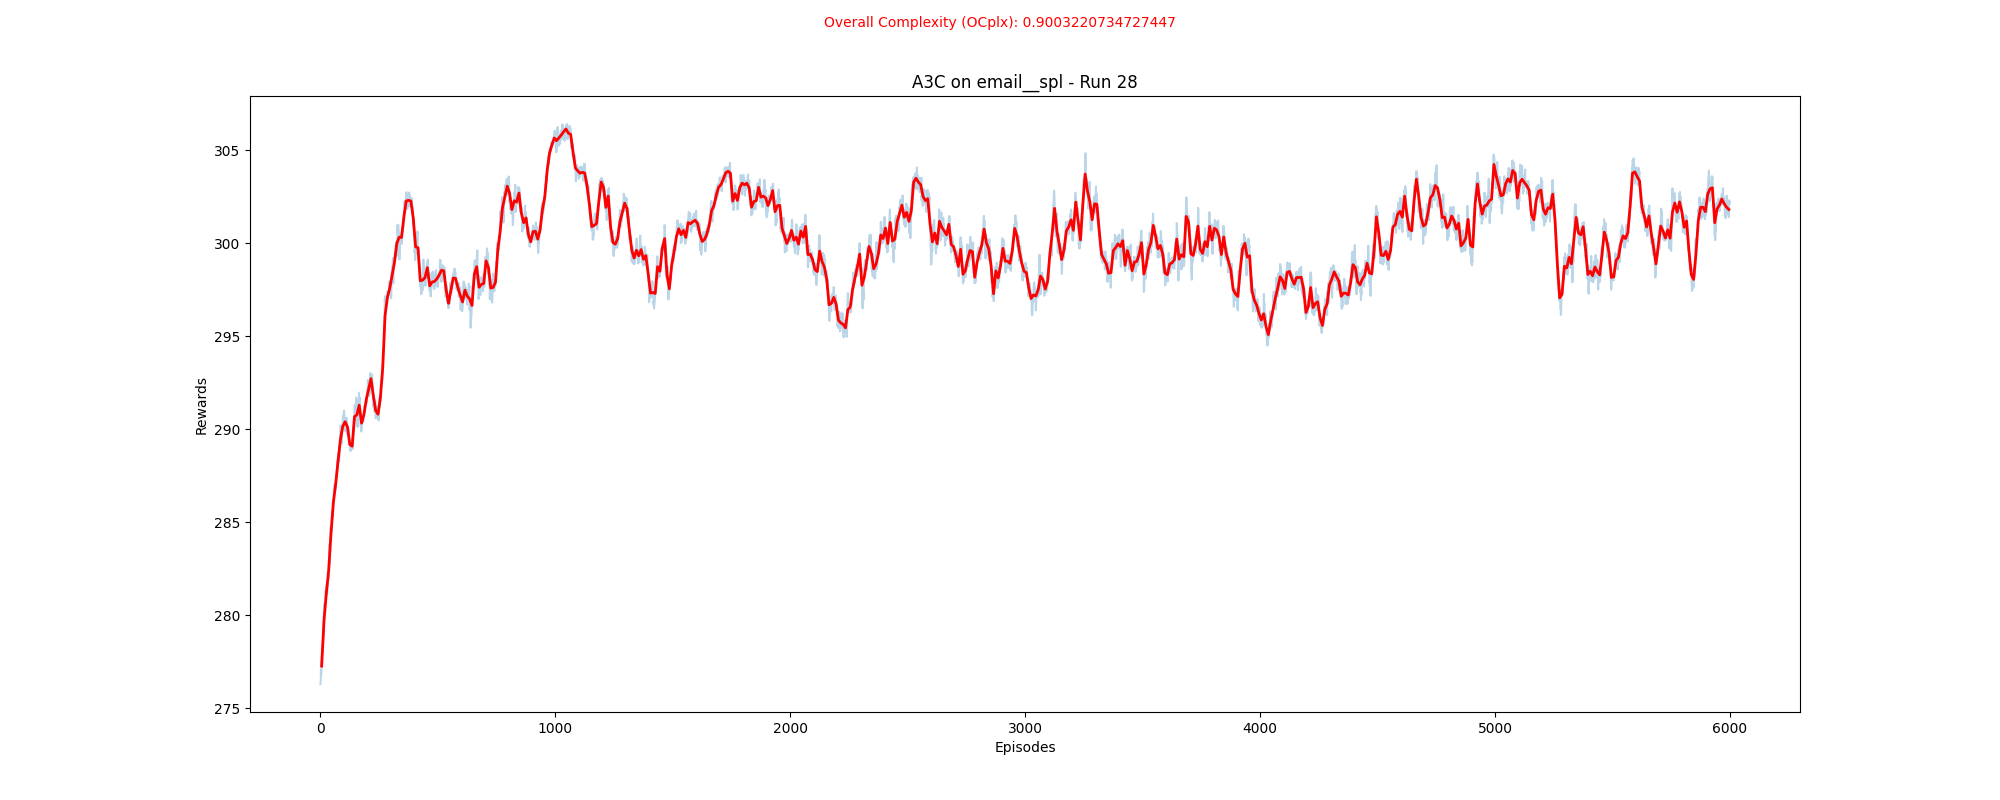 Overall Complexity (OCplx): 0.9003220734727447
A3C on email__spl - Run 28
305
300
295
290
285
280
275
Rewards
0 1000 2000 3000 4000 5000 6000
Episodes